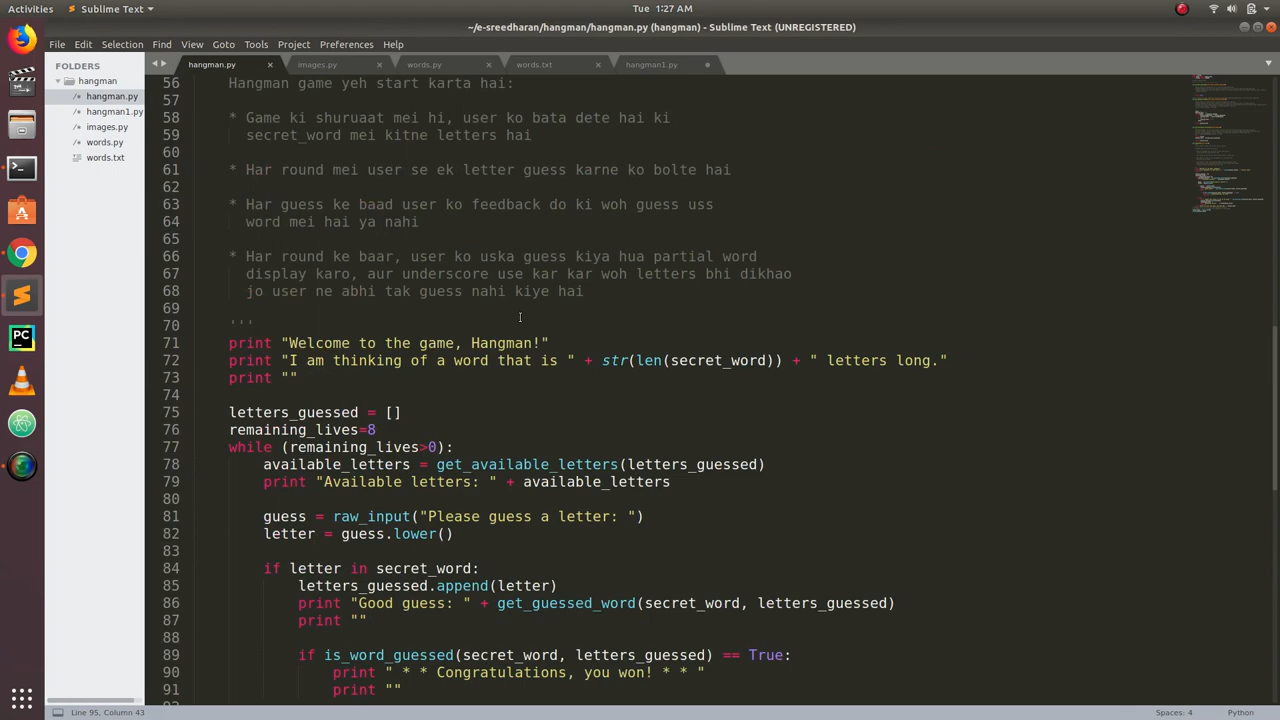 Activities
Sublime Text
Tue 1:27 AM
~/e-sreedharan/hangman/hangman.py (hangman) - Sublime Text (UNREGISTERED)
File Edit Selection Find View Goto Tools Project Preferences Help
FOLDERS
hangman
hangman.py
hangman1.py
images.py
words.py
words.txt
hangman.py × images.py × words.py × words.txt × hangman1.py
56 Hangman game yeh start karta hai
57
58 * Game ki shuruaat mei hi, user ko bata dete hai ki
59 secret_word mei kitne letters hai
60
61 * Har round mei user se ek letter guess karne ko bolte hai
62
63 * Har guess ke baad user ko feedback do ki woh guess uss
64 word mei hai ya nahi
65
66 * Har round ke baar, user ko uska guess kiya hua partial word
67 display karo, aur underscore use kar kar woh letters bhi dikhao
68 jo user ne abhi tak guess nahi kiye hai
69
70 '''
71 print "Welcome to the game, Hangman!"
72 print "I am thinking of a word that is " + str(len(secret_word)) + " letters long."
73 print ""
74
75 letters_guessed = []
76 remaining_lives=8
77 while (remaining_lives>0):
78 available_letters = get_available_letters(letters_guessed)
79 print "Available letters: " + available_letters
80
81 guess = raw_input("Please guess a letter: ")
82 letter = guess.lower()
83
84 if letter in secret_word:
85 letters_guessed.append(letter)
86 print "Good guess: " + get_guessed_word(secret_word, letters_guessed)
87 print ""
88
89 if is_word_guessed(secret_word, letters_guessed) == True:
90 print " * * Congratulations, you won! * * "
91 print ""
Line 95, Column 43
Spaces: 4
Python